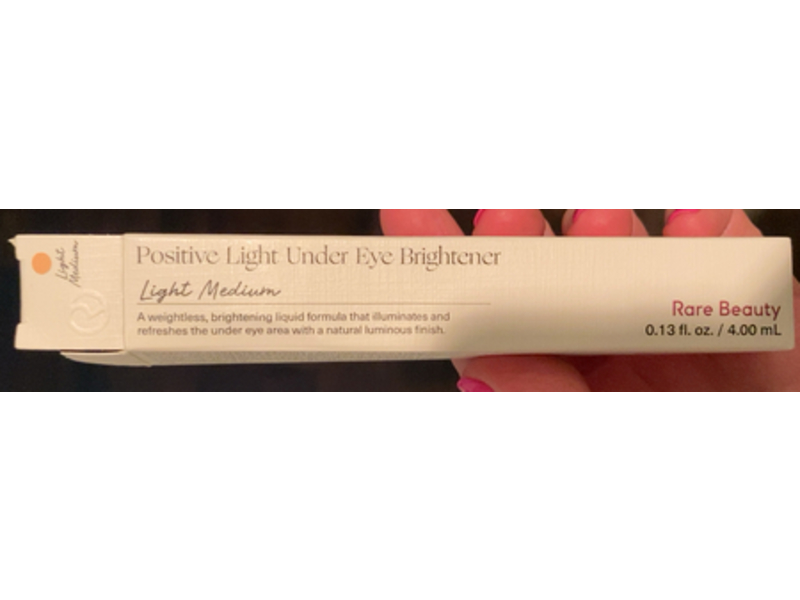 Light
Medium
Positive Light Under Eye Brightener
Light Medium
A weightless, brightening liquid formula that illuminates and
refreshes the under eye area with a natural luminous finish.
Rare Beauty
0.13 fl. oz. / 4.00 mL